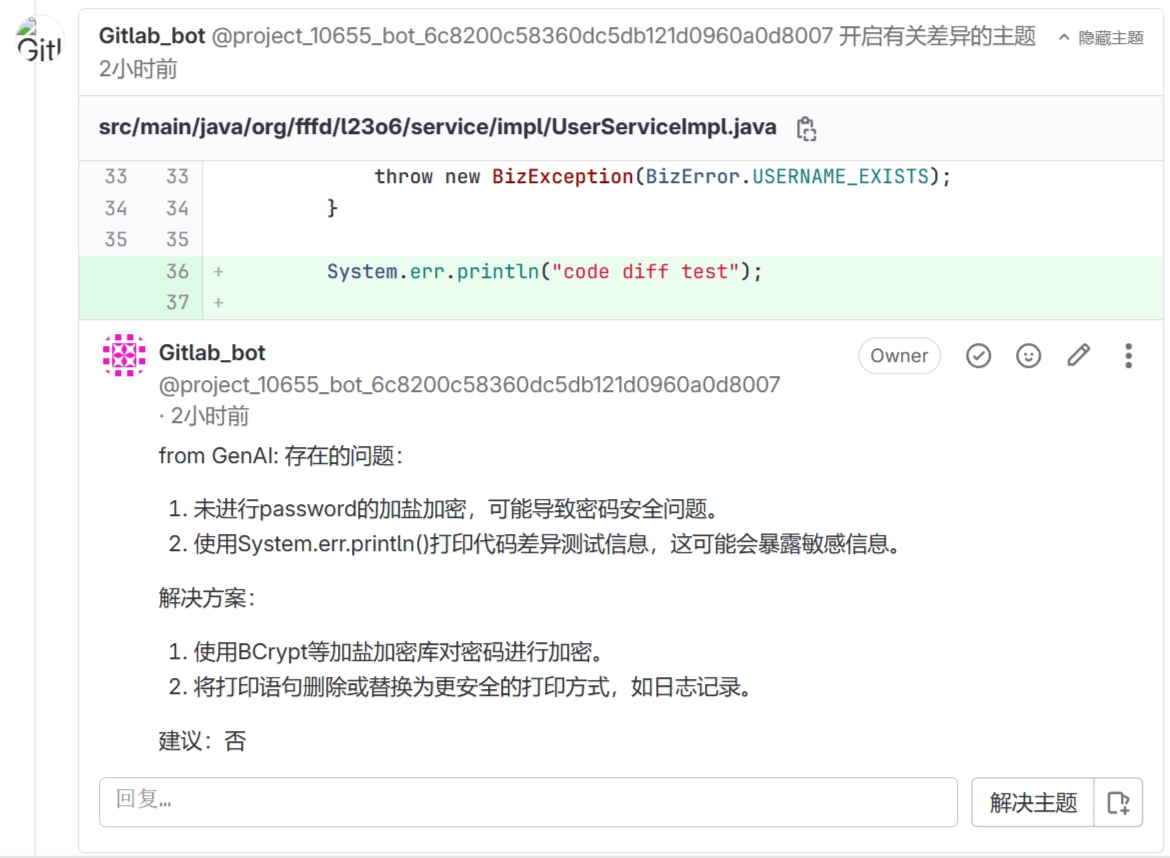 Gitl
Gitlab_bot @project_10655_bot_6c8200c58360dc5db121d0960a0d8007 开启有关差异的主题 隐藏主题
2小时前
src/main/java/org/fffd/l23o6/service/impl/UserServiceImpl.java
33 33 throw new BizException(BizError.USERNAME_EXISTS);
34 34 }
35 35
36 + System.err.println("code diff test");
37 +
Gitlab_bot Owner
@project_10655_bot_6c8200c58360dc5db121d0960a0d8007
· 2小时前
from GenAI: 存在的问题：
1. 未进行password的加盐加密，可能导致密码安全问题。
2. 使用System.err.println()打印代码差异测试信息，这可能会暴露敏感信息。
解决方案：
1. 使用BCrypt等加盐加密库对密码进行加密。
2. 将打印语句删除或替换为更安全的打印方式，如日志记录。
建议：否
回复... 解决主题